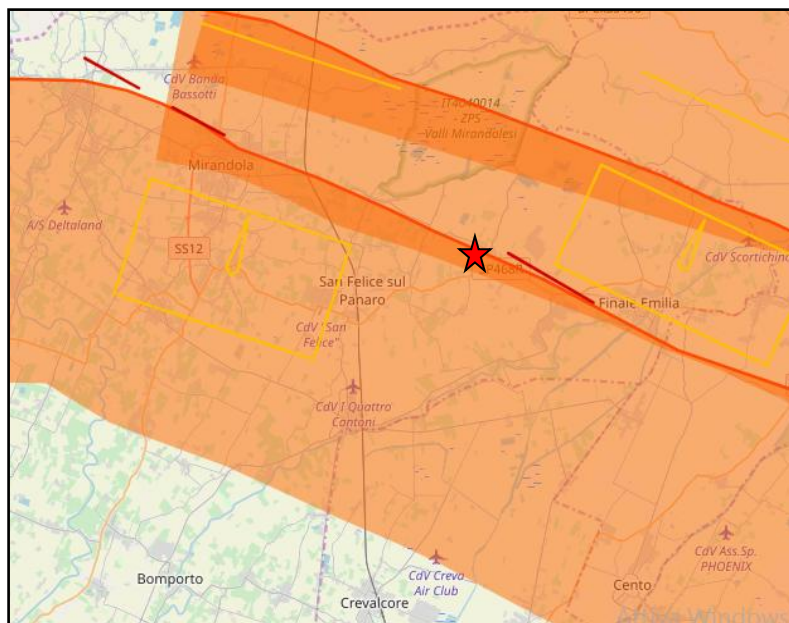 CdV Banda
Bassotti
IT4040014
- ZPS -
Valli Mirandolesi
Mirandola
A/S Deltaland
SS12
CdV Scortichino
San Felice sul
Panaro
Finale Emilia
CdV "San
Felice"
CdV I Quattro
Cantoni
CdV Ass.Sp.
PHOENIX
Bomporto
CdV Creva
Air Club
Cento
Crevalcore